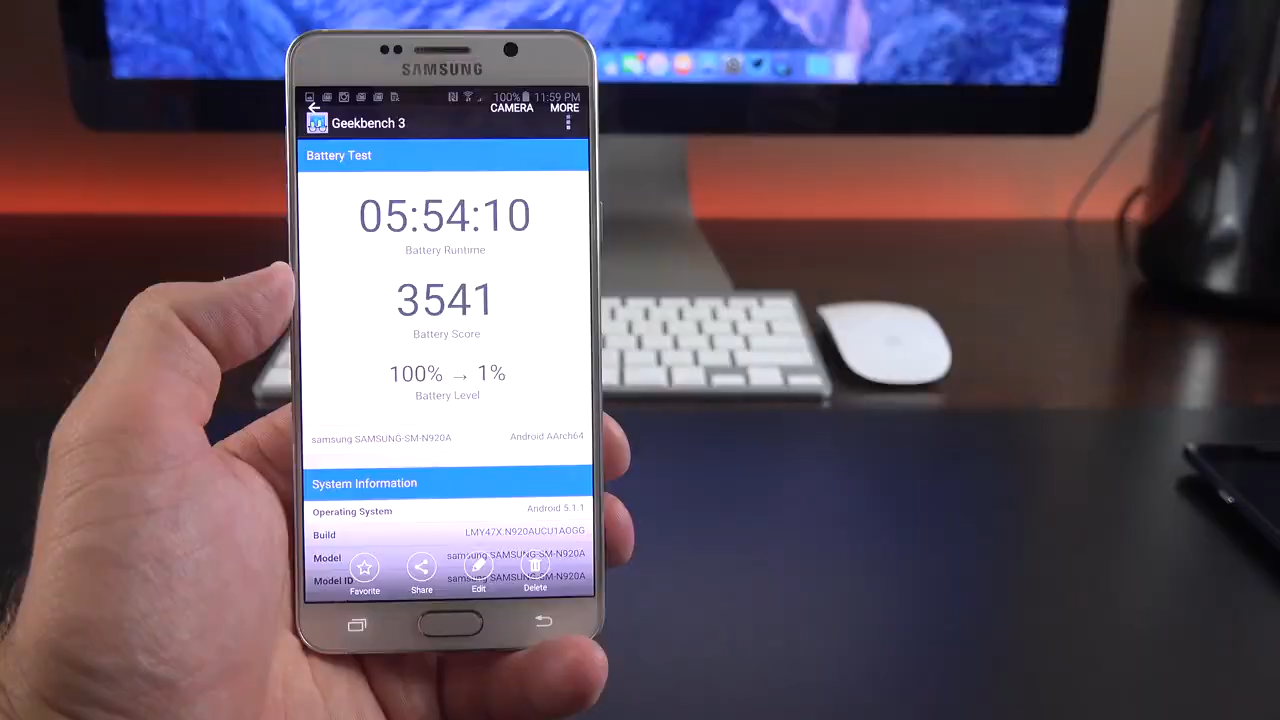 SAMSUNG
100% 11:59 PM
CAMERA MORE
Geekbench 3
Battery Test
05:54:10
Battery Runtime
3541
Battery Score
100% → 1%
Battery Level
samsung SAMSUNG-SM-N920A Android AArch64
System Information
Operating System Android 5.1.1
Build LMY47X.N920AUCU1AOGG
Model samsung SAMSUNG-SM-N920A
Model ID samsung SAMSUNG-SM-N920A
Favorite Share Edit Delete